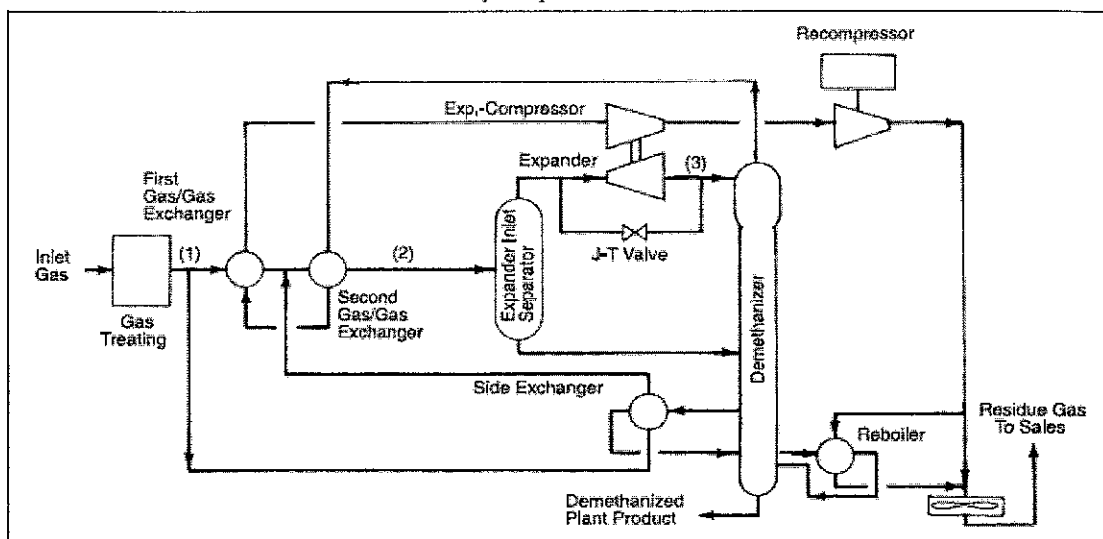 Recompressor
Exp.-Compressor
Expander
(3)
First
Gas/Gas
Exchanger
Inlet
Gas
(1)
(2)
Expander Inlet
Separator
J-T Valve
Gas
Treating
Second
Gas/Gas
Exchanger
Demethanizer
Side Exchanger
Reboiler
Residue Gas
To Sales
Demethanized
Plant Product